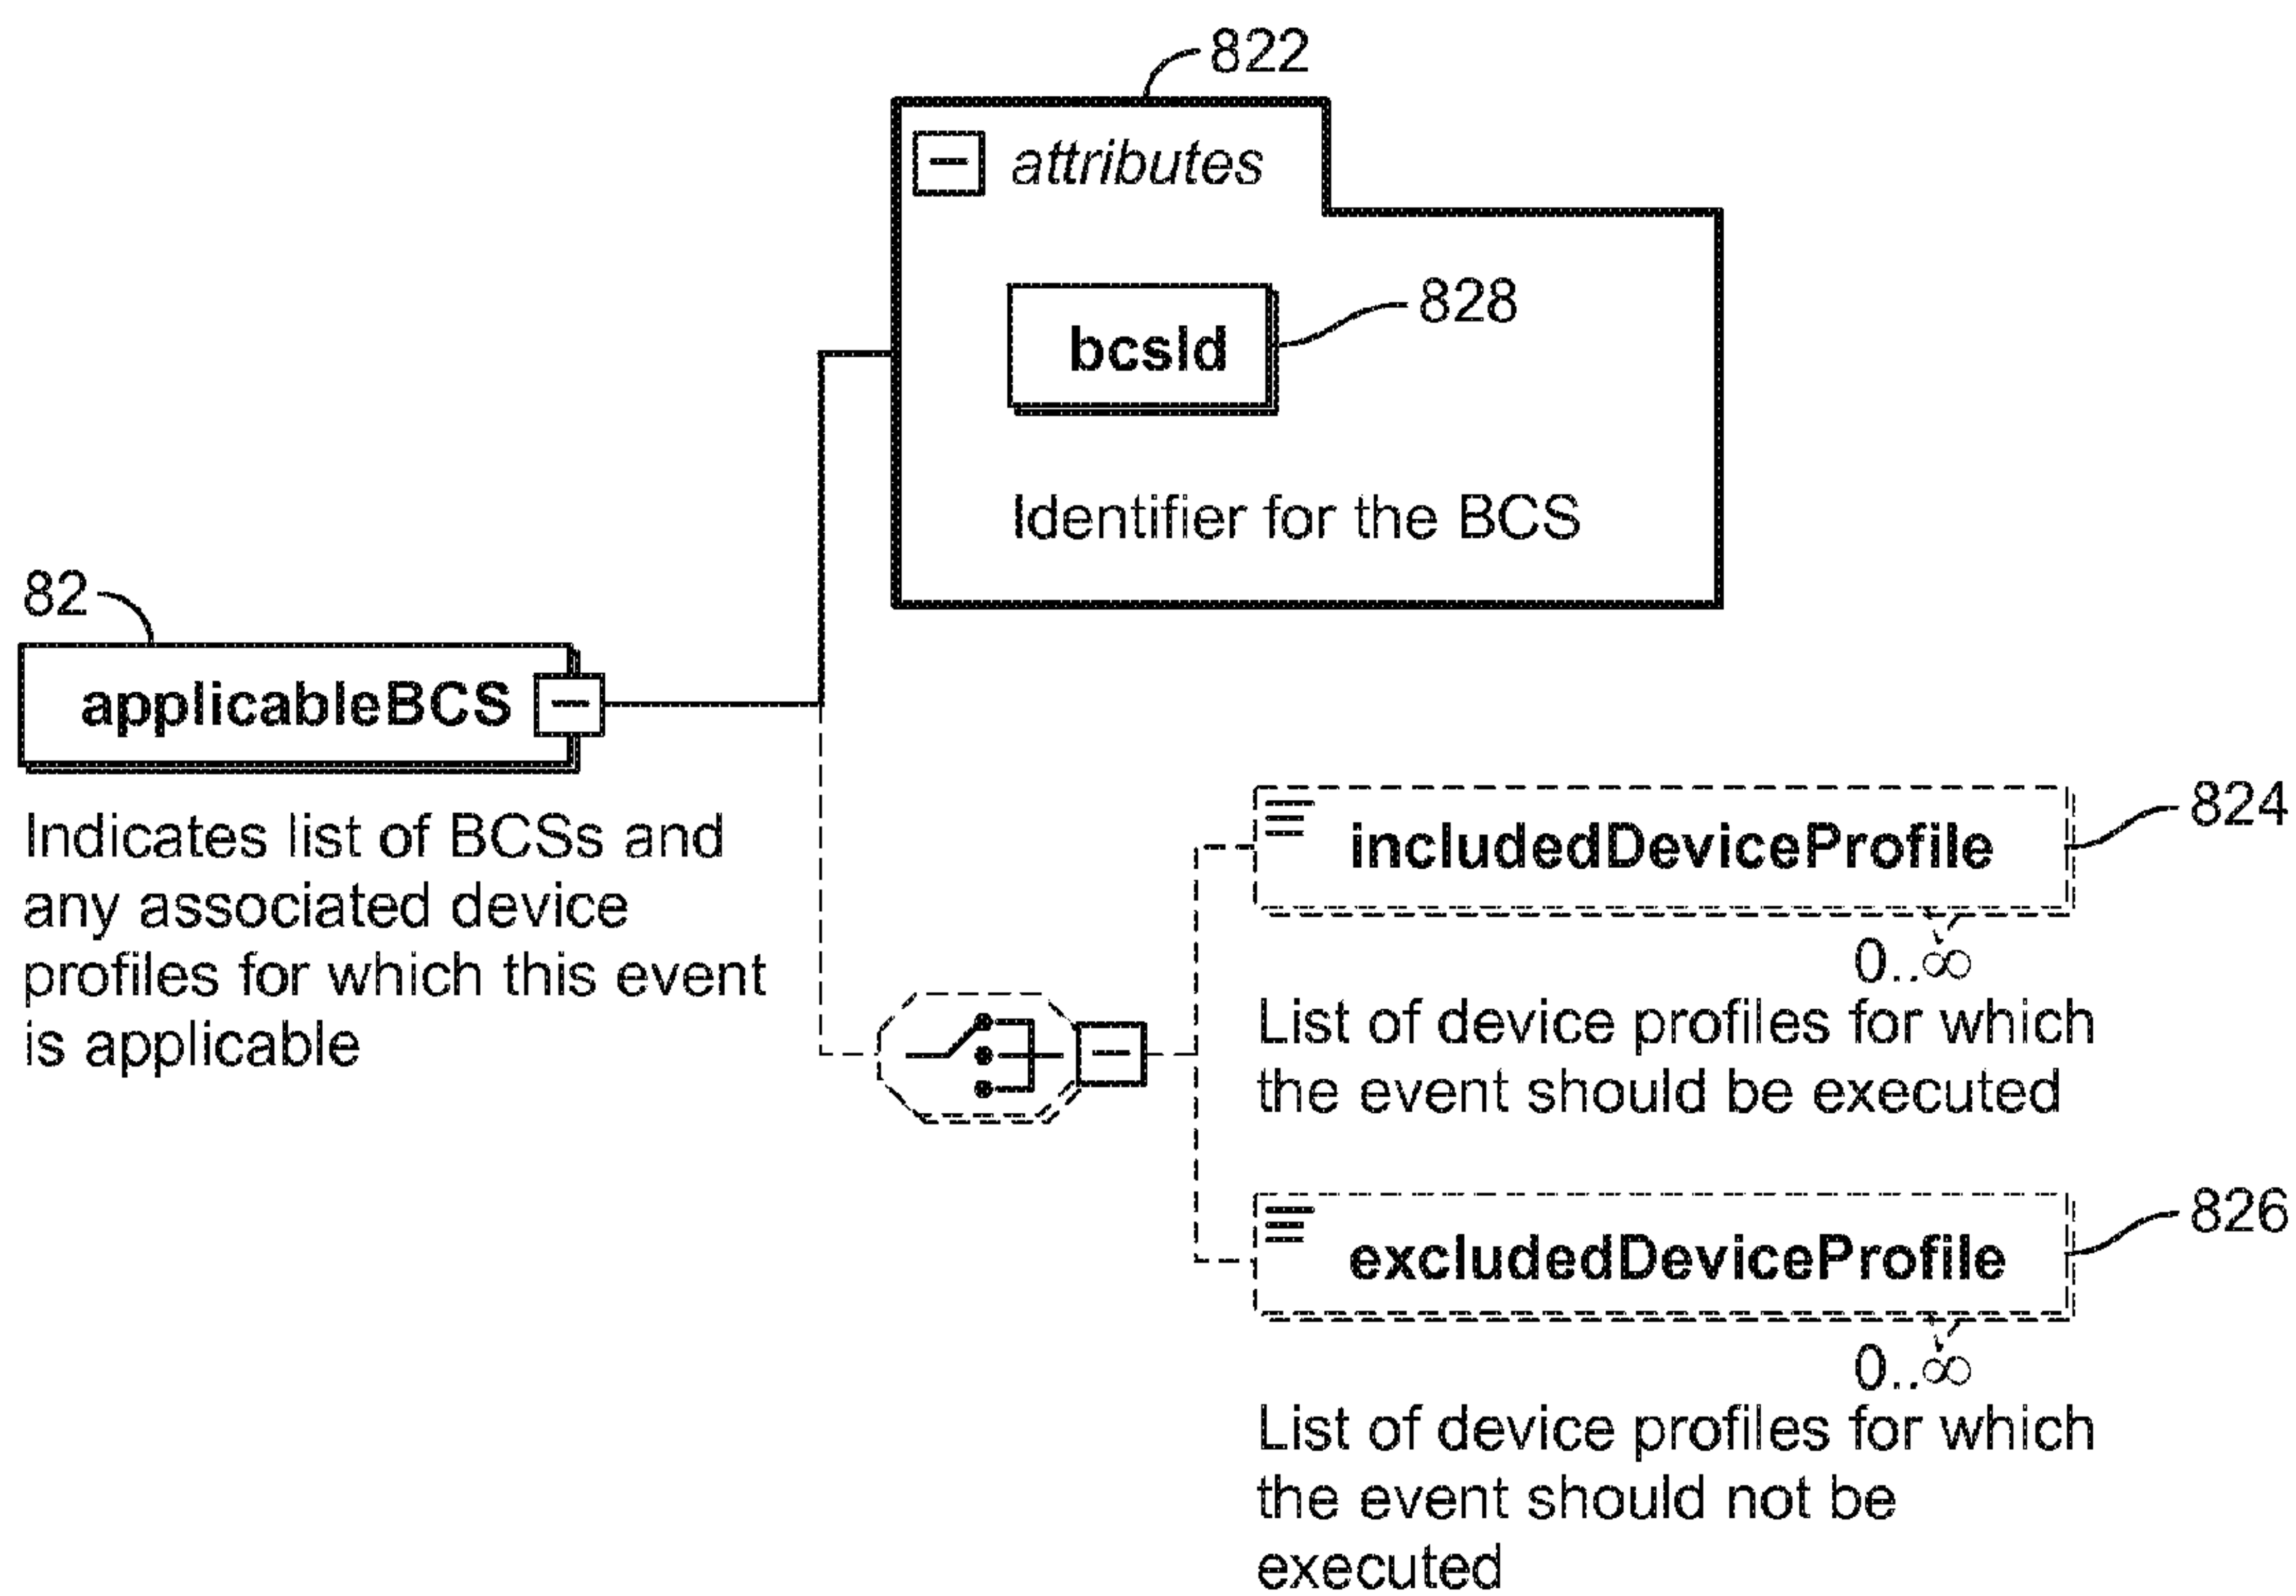 822
attributes
828
bcsId
Identifier for the BCS
82
applicableBCS
Indicates list of BCSs and
any associated device
profiles for which this event
is applicable
824
includedDeviceProfile
0..∞
List of device profiles for which
the event should be executed
826
excludedDeviceProfile
0..∞
List of device profiles for which
the event should not be
executed